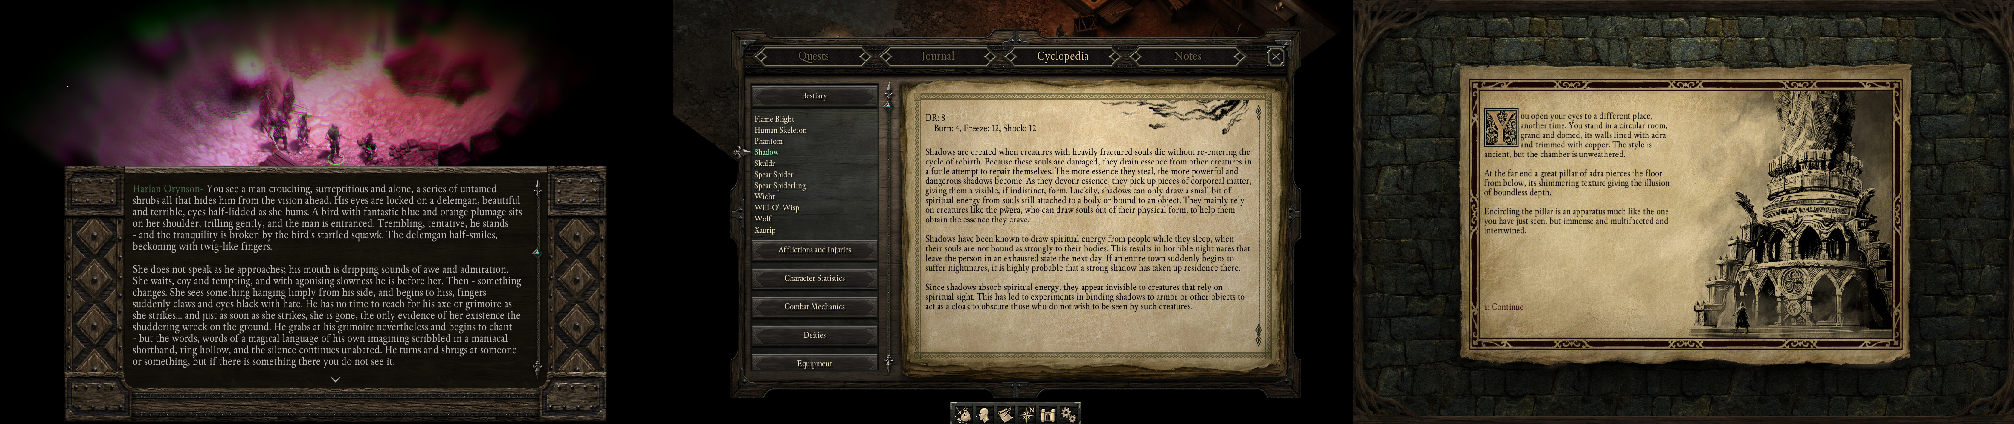 Harlan Orynson- You see a man crouching, surreptitious and alone, a series of untamed
shrubs all that hides him from the vision ahead. His eyes are locked on a delemgan, beautiful
and terrible, eyes half-lidded as she hums. A bird with fantastic blue and orange plumage sits
on her shoulder, trilling gently, and the man is entranced. Trembling, tentative, he stands
- and the tranquility is broken by the bird's startled squawk. The delemgan half-smiles,
beckoning with twig-like fingers.
She does not speak as he approaches; his mouth is dripping sounds of awe and admiration.
She waits, coy and tempting, and with agonising slowness he is before her. Then - something
changes. She sees something hanging limply from his side, and begins to hiss, fingers
suddenly claws and eyes black with hate. He has no time to reach for his axe or grimoire as
she strikes... and just as soon as she strikes, she is gone, the only evidence of her existence the
shuddering wreck on the ground. He grabs at his grimoire nevertheless and begins to chant
- but the words, words of a magical language of his own imagining scribbled in a maniacal
shorthand, ring hollow, and the silence continues unabated. He turns and shrugs at someone
or something, but if there is something there you do not see it.
Quests
Journal
Cyclopedia
Notes
Bestiary
Flame Blight
Human Skeleton
Phantom
Shadow
Skuldr
Spear Spider
Spear Spiderling
Wicht
Will O' Wisp
Wolf
Xaurip
Afflictions and Injuries
Character Statistics
Combat Mechanics
Deities
Equipment
DR: 8
Burn: 4, Freeze: 12, Shock: 12
Shadows are created when creatures with heavily fractured souls die without re-entering the
cycle of rebirth. Because these souls are damaged, they drain essence from other creatures in
a futile attempt to repair themselves. The more essence they steal, the more powerful and
dangerous shadows become. As they devour essence, they pick up pieces of corporeal matter,
giving them a visible, if indistinct, form. Luckily, shadows can only draw a small bit of
spiritual energy from souls still attached to a body or bound to an object. They mainly rely
on creatures like the pwgra, who can draw souls out of their physical form, to help them
obtain the essence they crave.
Shadows have been known to draw spiritual energy from people while they sleep, when
their souls are not bound as strongly to their bodies. This results in horrible nightmares that
leave the person in an exhausted state the next day. If an entire town suddenly begins to
suffer nightmares, it is highly probable that a strong shadow has taken up residence there.
Since shadows absorb spiritual energy, they appear invisible to creatures that rely on
spiritual sight. This has led to experiments in binding shadows to armor or other objects to
act as a cloak to obscure those who do not wish to be seen by such creatures.
You open your eyes to a different place,
another time. You stand in a circular room,
grand and domed, its walls lined with adra
and trimmed with copper. The style is
ancient, but the chamber is unweathered.
At the far end a great pillar of adra pierces the floor
from below, its shimmering texture giving the illusion
of boundless depth.
Encircling the pillar is an apparatus much like the one
you have just seen, but immense and multifaceted and
intertwined.
1: Continue